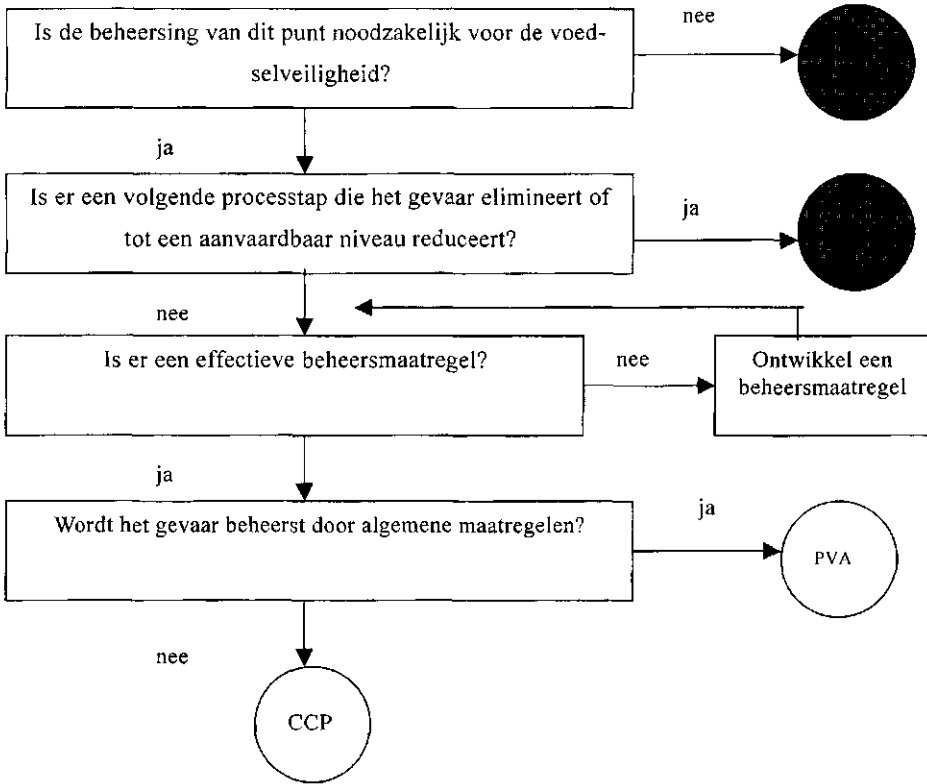 Is de beheersing van dit punt noodzakelijk voor de voed-
selveiligheid?
nee
ja
Is er een volgende processtap die het gevaar elimineert of
tot een aanvaardbaar niveau reduceert?
ja
nee
Is er een effectieve beheersmaatregel?
nee
Ontwikkel een
beheersmaatregel
ja
Wordt het gevaar beheerst door algemene maatregelen?
ja
PVA
nee
CCP